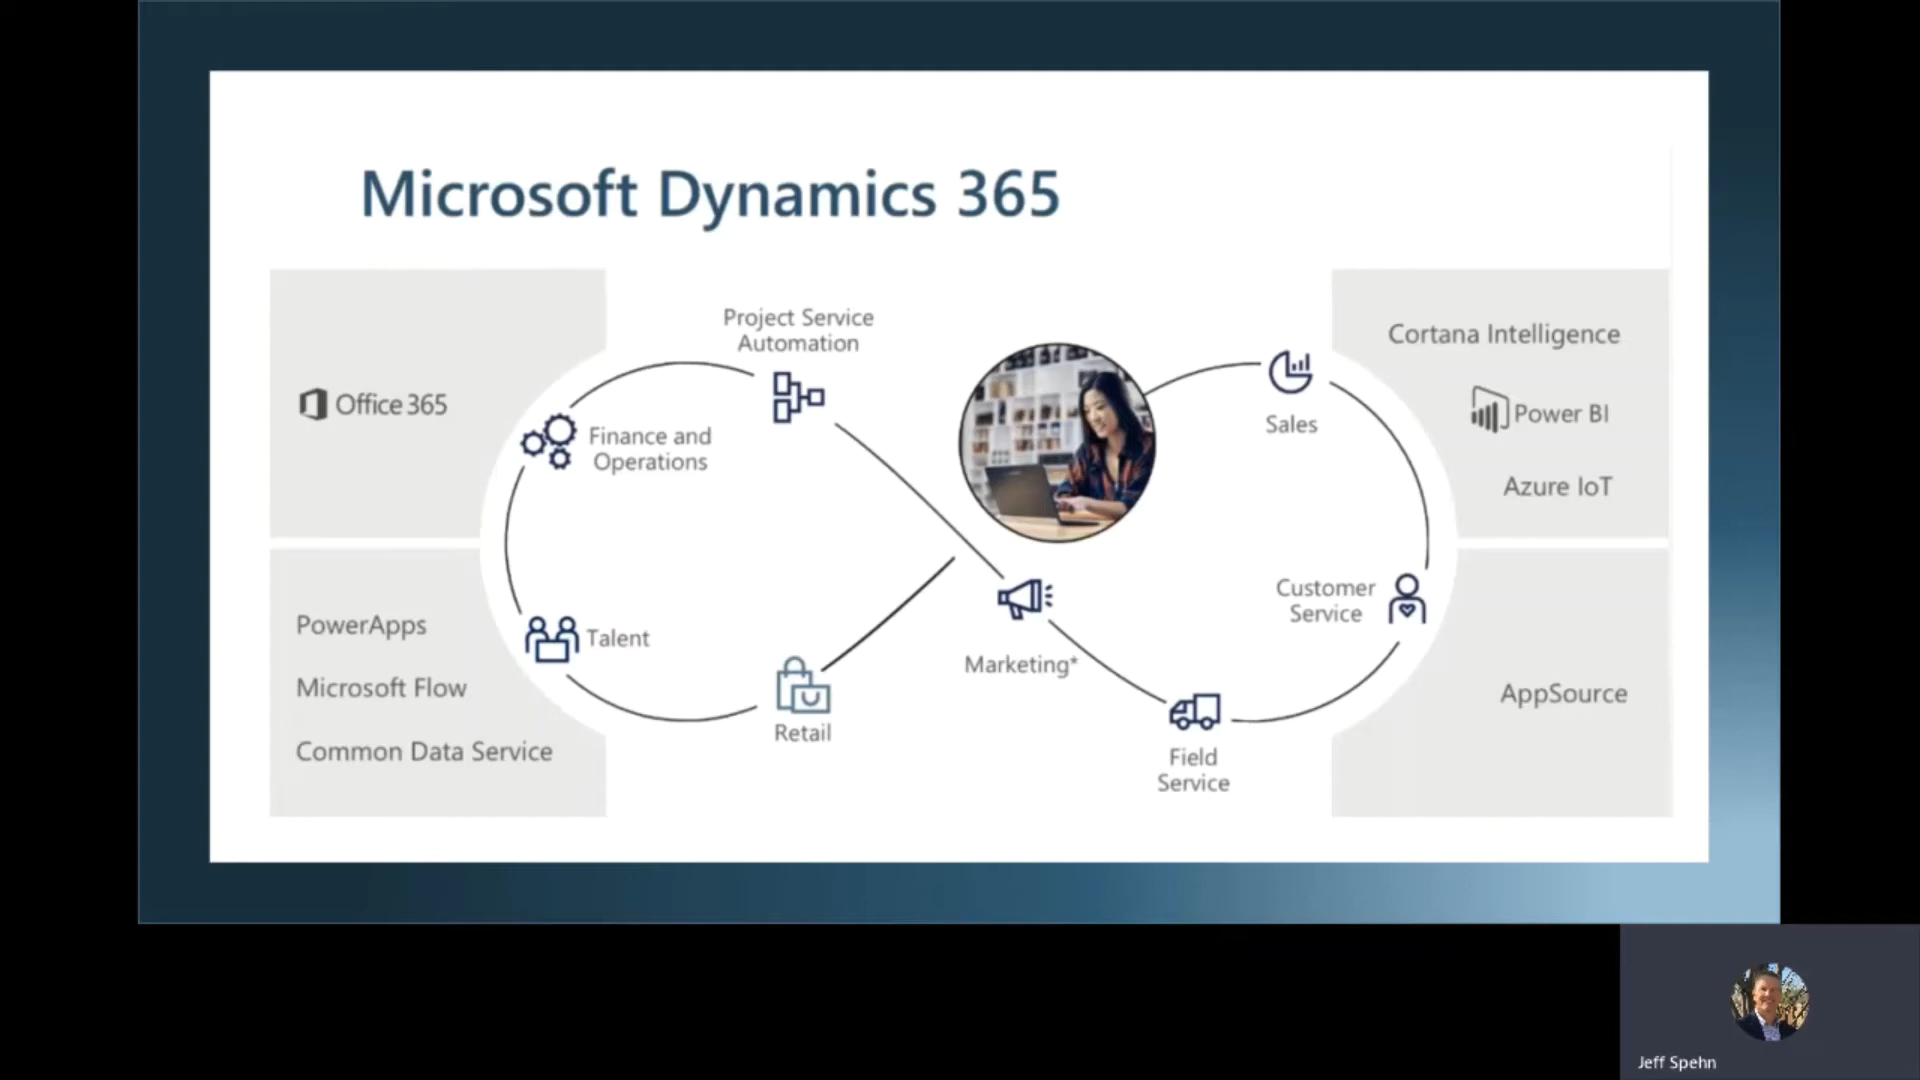 Microsoft Dynamics 365
Office 365
PowerApps
Microsoft Flow
Common Data Service
Project Service
Automation
Finance and
Operations
Talent
Retail
Marketing*
Sales
Customer
Service
Field
Service
Cortana Intelligence
Power BI
Azure IoT
AppSource
Jeff Spehn